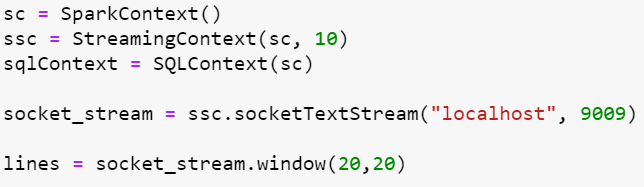 sc = SparkContext()
ssc = StreamingContext(sc, 10)
sqlContext = SQLContext(sc)
socket_stream = ssc.socketTextStream("localhost", 9009)
lines = socket_stream.window(20,20)